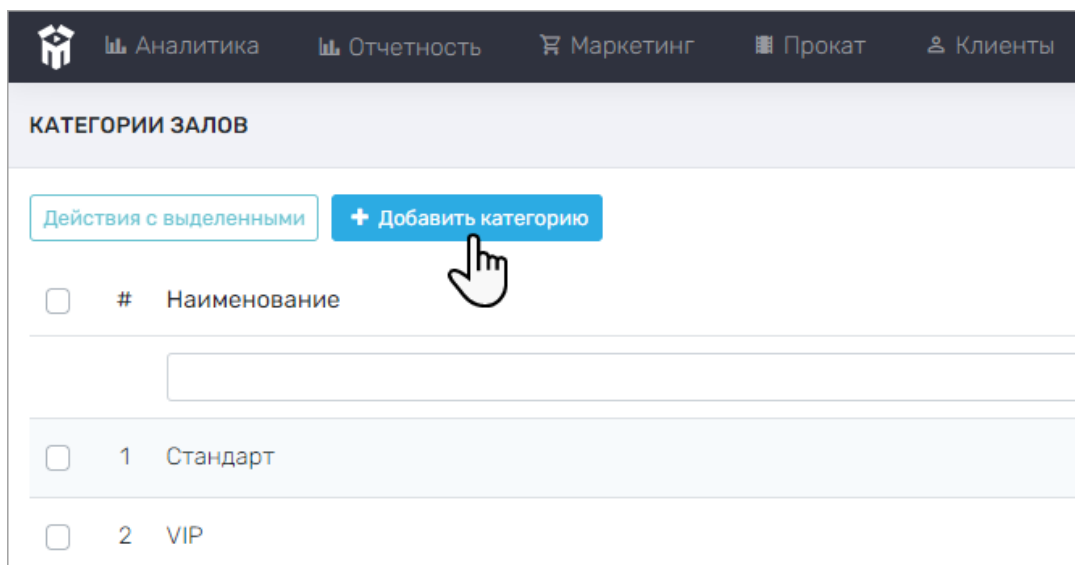 Аналитика Отчетность Маркетинг Прокат Клиенты
КАТЕГОРИИ ЗАЛОВ
Действия с выделенными + Добавить категорию
# Наименование
1 Стандарт
2 VIP